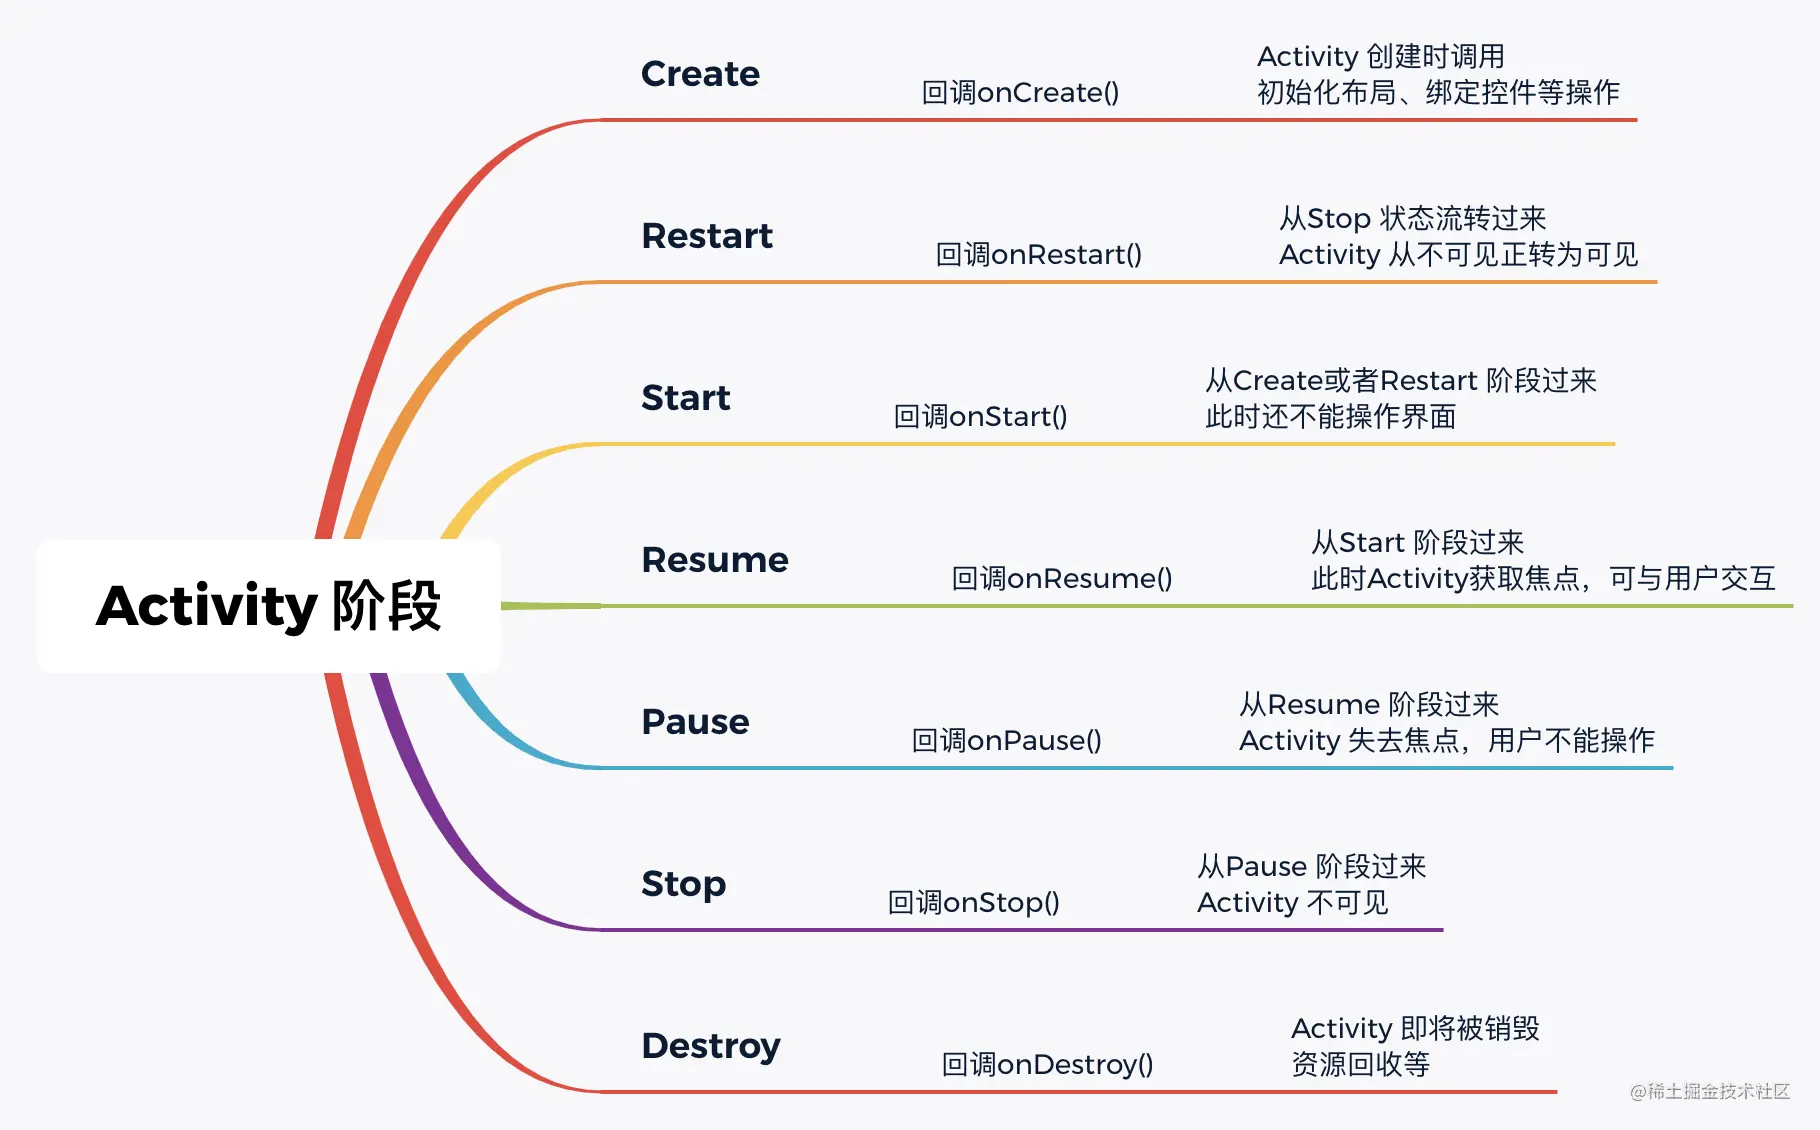 Activity 阶段
Create
回调onCreate()
Activity 创建时调用
初始化布局、绑定控件等操作
Restart
回调onRestart()
从Stop 状态流转过来
Activity 从不可见正转为可见
Start
回调onStart()
从Create或者Restart 阶段过来
此时还不能操作界面
Resume
回调onResume()
从Start 阶段过来
此时Activity获取焦点，可与用户交互
Pause
回调onPause()
从Resume 阶段过来
Activity 失去焦点，用户不能操作
Stop
回调onStop()
从Pause 阶段过来
Activity 不可见
Destroy
回调onDestroy()
Activity 即将被销毁
资源回收等
@稀土掘金技术社区